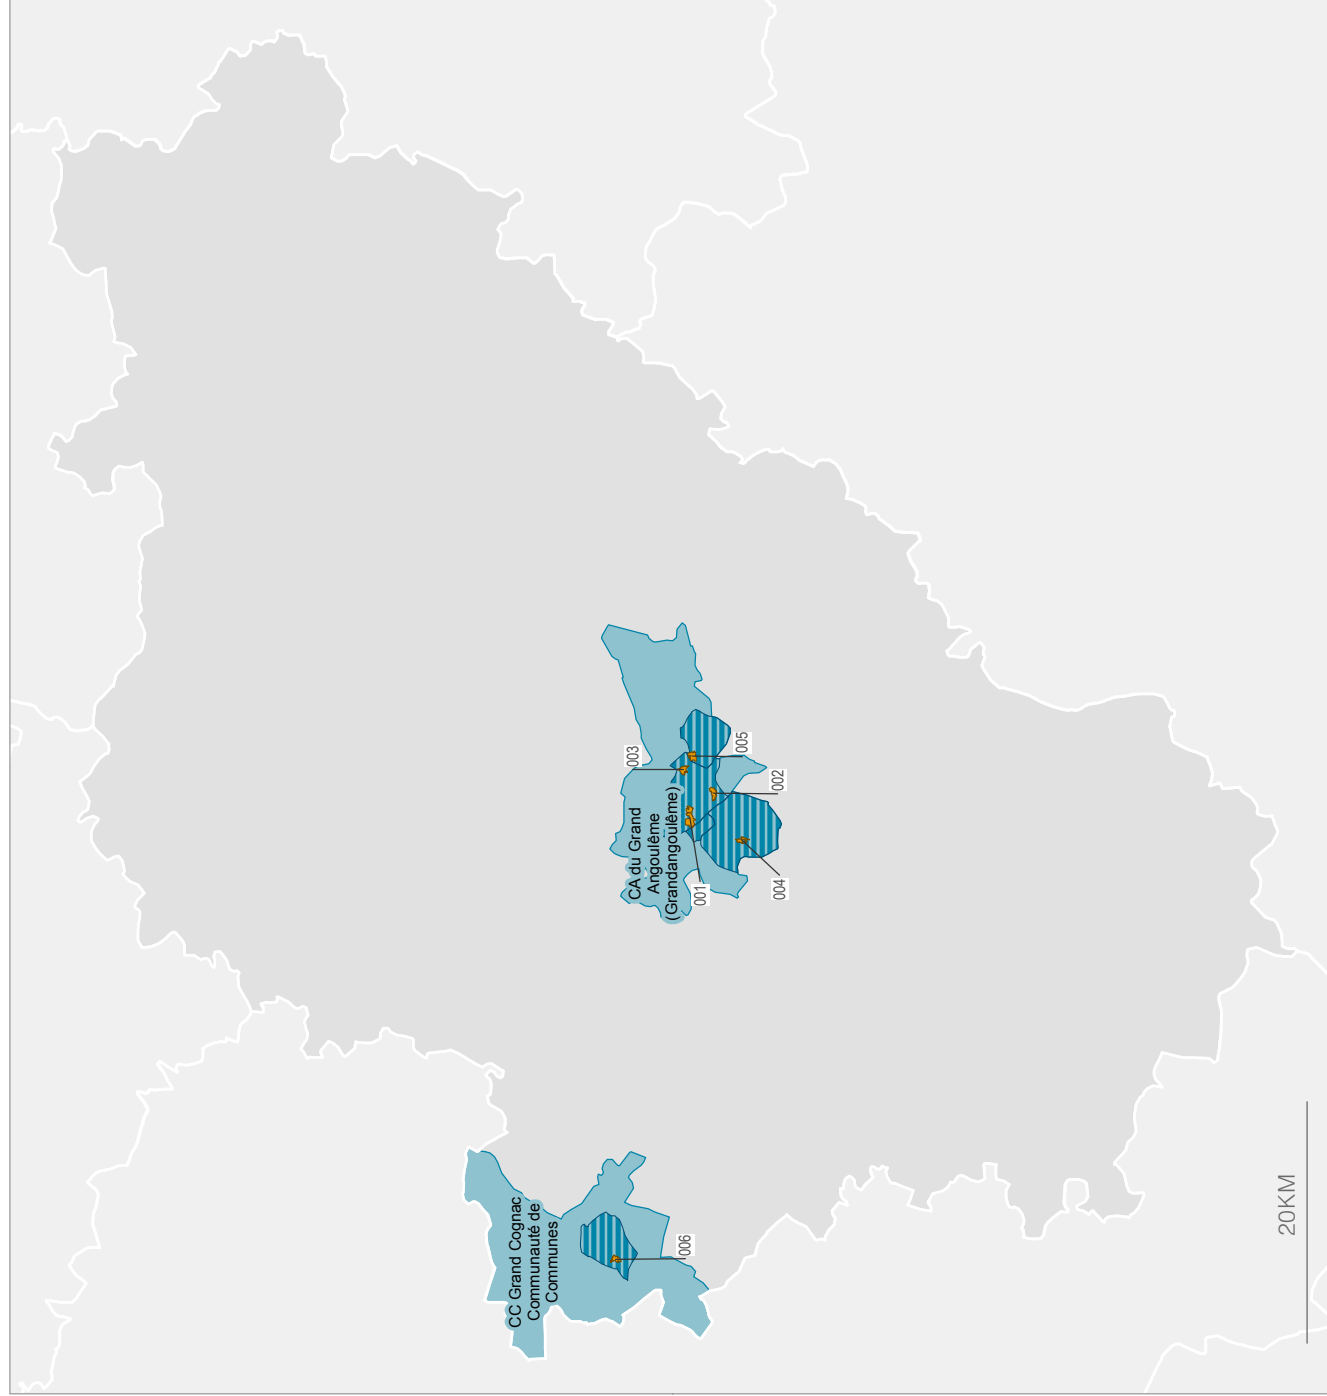 CC Grand Cognac
Communauté de
Communes
006
CA du Grand
Angoulême
(Grandangoulême)
003
001
004
002
005
20KM